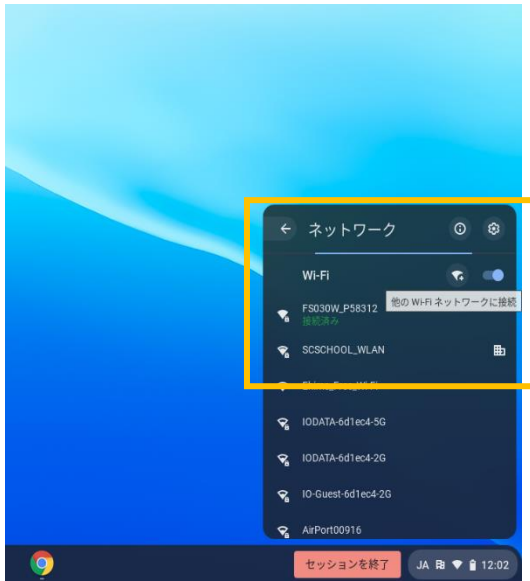 ネットワーク
Wi-Fi
他の Wi-Fi ネットワークに接続
FS030W_P58312
接続済み
SCSCHOOL_WLAN
IODATA-6d1ec4-5G
IODATA-6d1ec4-2G
IO-Guest-6d1ec4-2G
AirPort00916
セッションを終了
JA
12:02